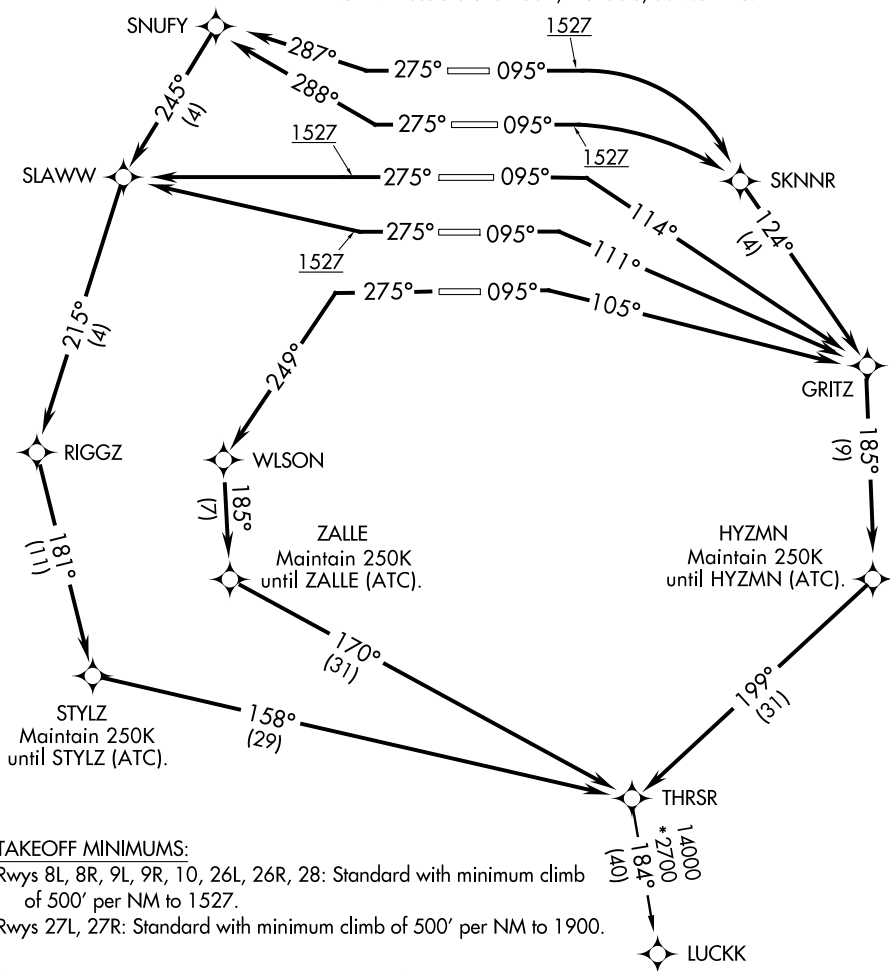 SNUFY
1527
287°
275°
095°
288°
275°
095°
245°
(4)
1527
1527
SLAWW
275°
095°
SKNNR
114°
124°
(4)
275°
095°
1527
111°
275°
095°
105°
215°
(4)
249°
GRITZ
RIGGZ
WLSON
185°
(9)
185°
(7)
181°
(11)
ZALLE
Maintain 250K
until ZALLE (ATC).
HYZMN
Maintain 250K
until HYZMN (ATC).
170°
(31)
199°
(31)
STYLZ
Maintain 250K
until STYLZ (ATC).
158°
(29)
THRSR
14000
*2700
184°
(40)
LUCKK
TAKEOFF MINIMUMS:
Rwys 8L, 8R, 9L, 9R, 10, 26L, 26R, 28: Standard with minimum climb
of 500' per NM to 1527.
Rwys 27L, 27R: Standard with minimum climb of 500' per NM to 1900.